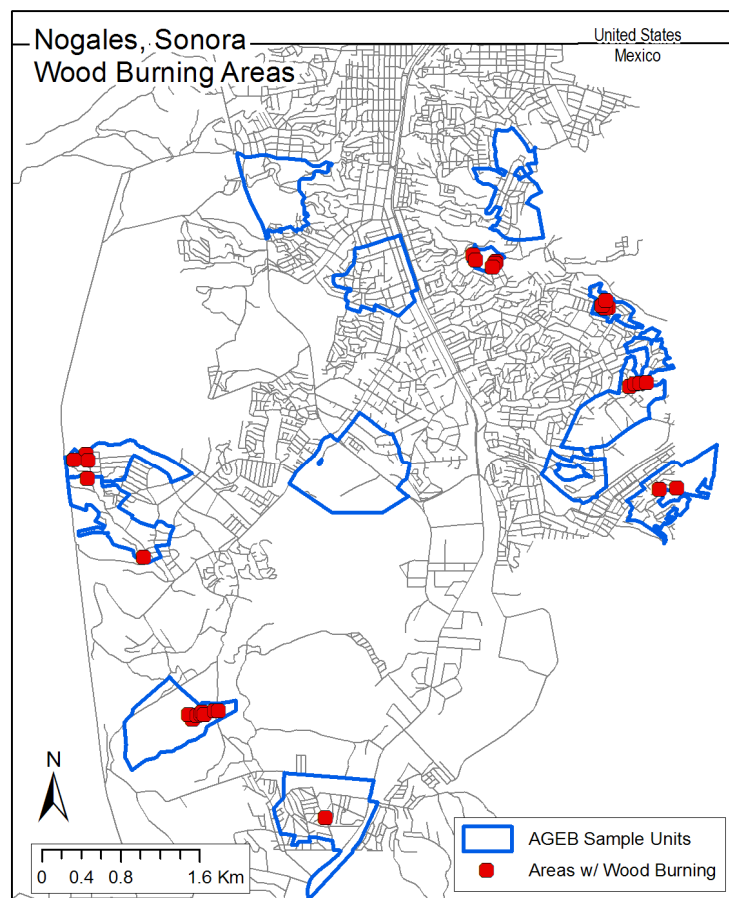 Nogales, Sonora
Wood Burning Areas
United States
Mexico
N
0 0.4 0.8 1.6 Km
AGEB Sample Units
Areas w/ Wood Burning